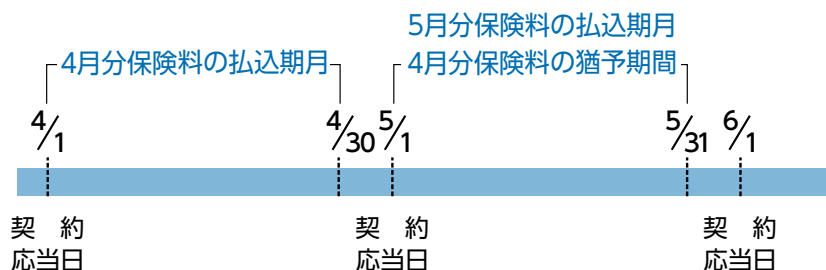 5月分保険料の払込期月
4月分保険料の払込期月
4月分保険料の猶予期間
4/1
4/30
5/1
5/31
6/1
契 約
応当日
契 約
応当日
契 約
応当日